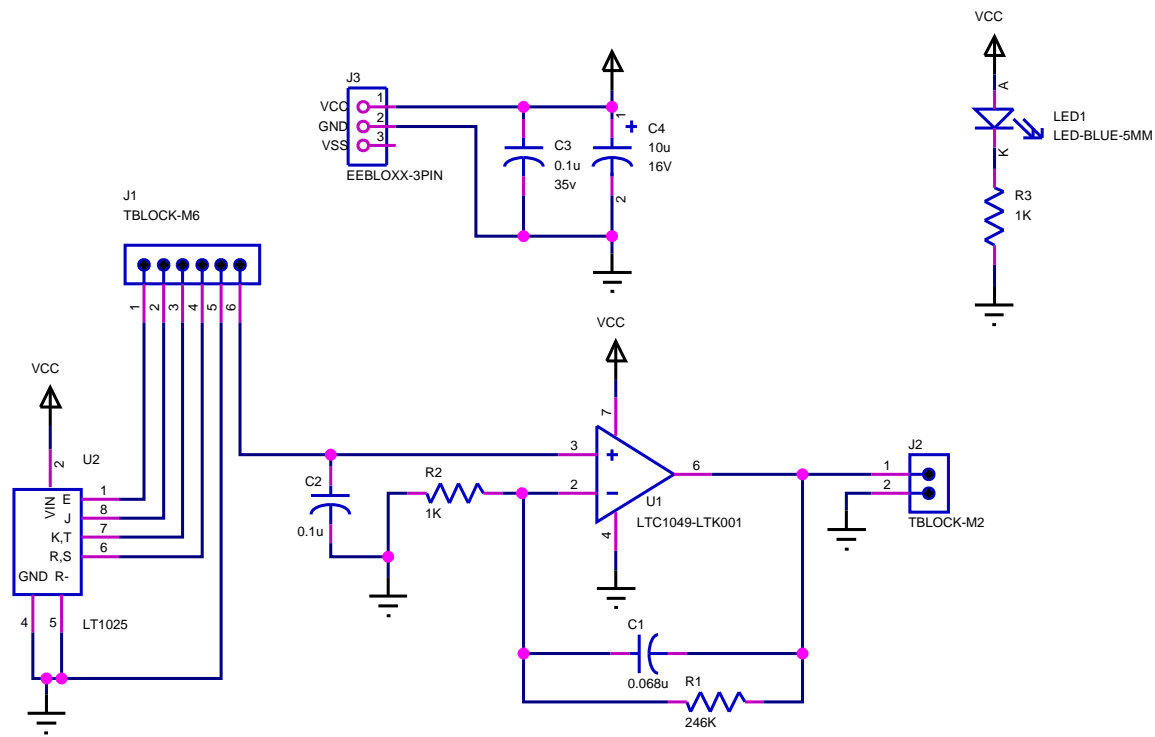 VCC
A
LED1
LED-BLUE-5MM
K
R3
1K
J3
VCC
GND
VSS
1
2
3
EEBLOXX-3PIN
C3
0.1u
35v
1
+
C4
10u
16V
2
J1
TBLOCK-M6
1
2
3
4
5
6
VCC
2
U2
VIN
E
J
K,T
R,S
GND R-
1
8
7
6
4
5
LT1025
C2
0.1u
R2
1K
VCC
7
3
2
+
−
6
U1
LTC1049-LTK001
4
J2
1
2
TBLOCK-M2
C1
0.068u
R1
246K